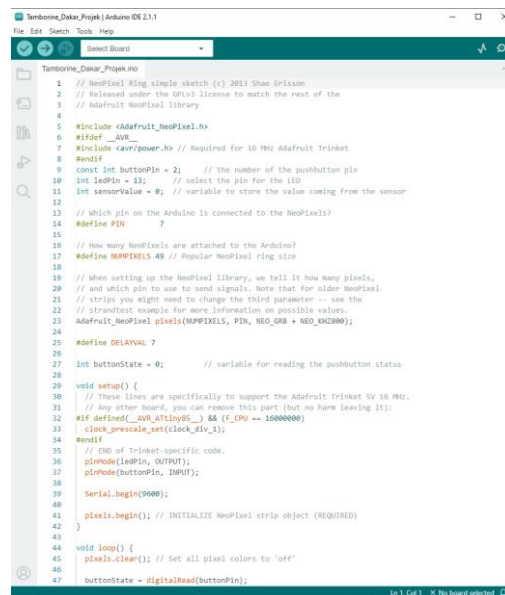 Tamborine_Dakar_Projek | Arduino IDE 2.1.1
File Edit Sketch Tools Help
Select Board
Tamborine_Dakar_Projek.ino
1 // NeoPixel Ring simple sketch (c) 2013 Shae Erisson
2 // Released under the GPLv3 license to match the rest of the
3 // Adafruit NeoPixel library
4
5 #include <Adafruit_NeoPixel.h>
6 #ifdef __AVR__
7 #include <avr/power.h> // Required for 16 MHz Adafruit Trinket
8 #endif
9 const int buttonPin = 2; // the number of the pushbutton pin
10 int ledPin = 13; // select the pin for the LED
11 int sensorValue = 0; // variable to store the value coming from the sensor
12
13 // Which pin on the Arduino is connected to the NeoPixels?
14 #define PIN 7
15
16 // How many NeoPixels are attached to the Arduino?
17 #define NUMPIXELS 49 // Popular NeoPixel ring size
18
19 // When setting up the NeoPixel library, we tell it how many pixels,
20 // and which pin to use to send signals. Note that for older NeoPixel
21 // strips you might need to change the third parameter -- see the
22 // strandtest example for more information on possible values.
23 Adafruit_NeoPixel pixels(NUMPIXELS, PIN, NEO_GRB + NEO_KHZ800);
24
25 #define DELAYVAL 7
26
27 int buttonState = 0; // variable for reading the pushbutton status
28
29 void setup() {
30 // These lines are specifically to support the Adafruit Trinket 5V 16 MHz.
31 // Any other board, you can remove this part (but no harm leaving it):
32 #if defined(__AVR_ATtiny85__) && (F_CPU == 16000000)
33 clock_prescale_set(clock_div_1);
34 #endif
35 // END of Trinket-specific code.
36 pinMode(ledPin, OUTPUT);
37 pinMode(buttonPin, INPUT);
38
39 Serial.begin(9600);
40
41 pixels.begin(); // INITIALIZE NeoPixel strip object (REQUIRED)
42 }
43
44 void loop() {
45 pixels.clear(); // Set all pixel colors to 'off'
46
47 buttonState = digitalRead(buttonPin);
Ln 1, Col 1 × No board selected